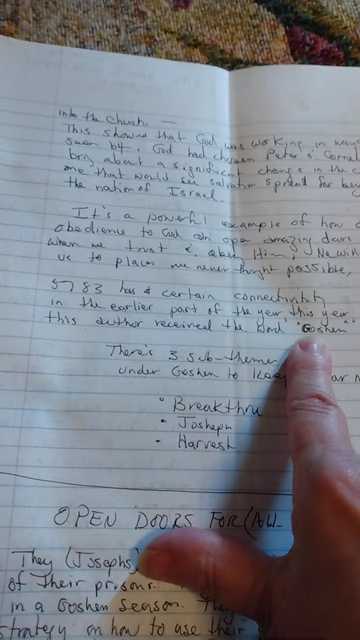 into the Church —
This showed that God was working in ways
seen b4, God had chosen Peter &
bring about a significant change in the
one that would see salvation spread far
the nation of Israel.
It's a powerful example of how
obedience to God can open amazing doors
when we trust & obey Him, He will
us to places we never thought possible,
5783 has a certain connectivity
in the earlier part of the year, this year
this author received the word "Goshen"
There's 3 sub-themes
under Goshen to keep
• Breakthru
• Josheph
• Harvest
OPEN DOORS FOR
They (Josephs)
of their prisons.
in a Goshen season. They
strategy on how to use their